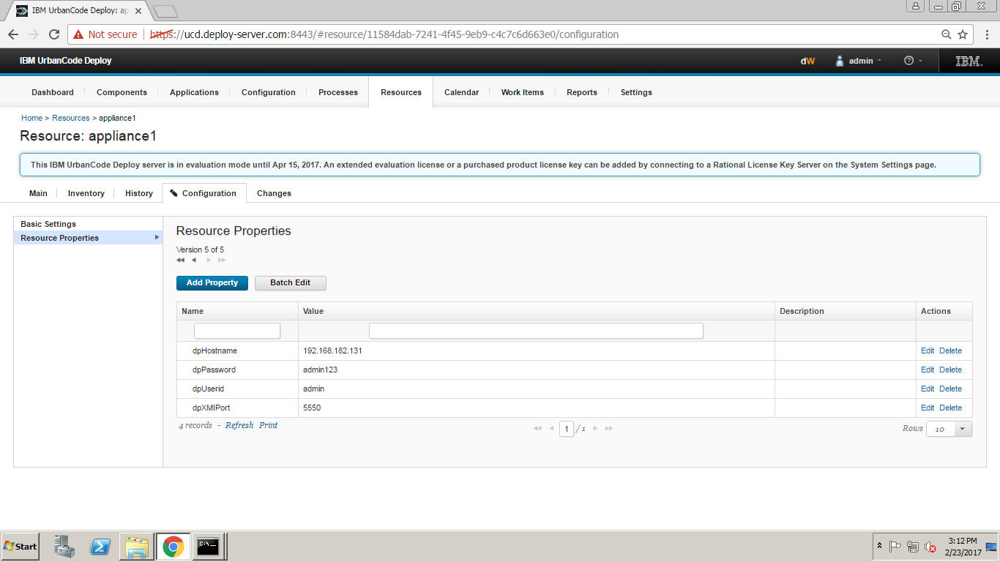 IBM UrbanCode Deploy: ap
Not secure https://ucd.deploy-server.com:8443/#resource/11584dab-7241-4f45-9eb9-c4c7c6d663e0/configuration
IBM UrbanCode Deploy dW admin ? IBM
Dashboard Components Applications Configuration Processes Resources Calendar Work Items Reports Settings
Home > Resources > appliance1
Resource: appliance1
This IBM UrbanCode Deploy server is in evaluation mode until Apr 15, 2017. An extended evaluation license or a purchased product license key can be added by connecting to a Rational License Key Server on the System Settings page.
Main Inventory History Configuration Changes
Basic Settings
Resource Properties
Resource Properties
Version 5 of 5
Add Property Batch Edit
Name Value Description Actions
dpHostname 192.168.182.131 Edit Delete
dpPassword admin123 Edit Delete
dpUserid admin Edit Delete
dpXMIPort 5550 Edit Delete
4 records - Refresh Print 1 / 1 Rows 10
Start C:\. 3:12 PM
2/23/2017